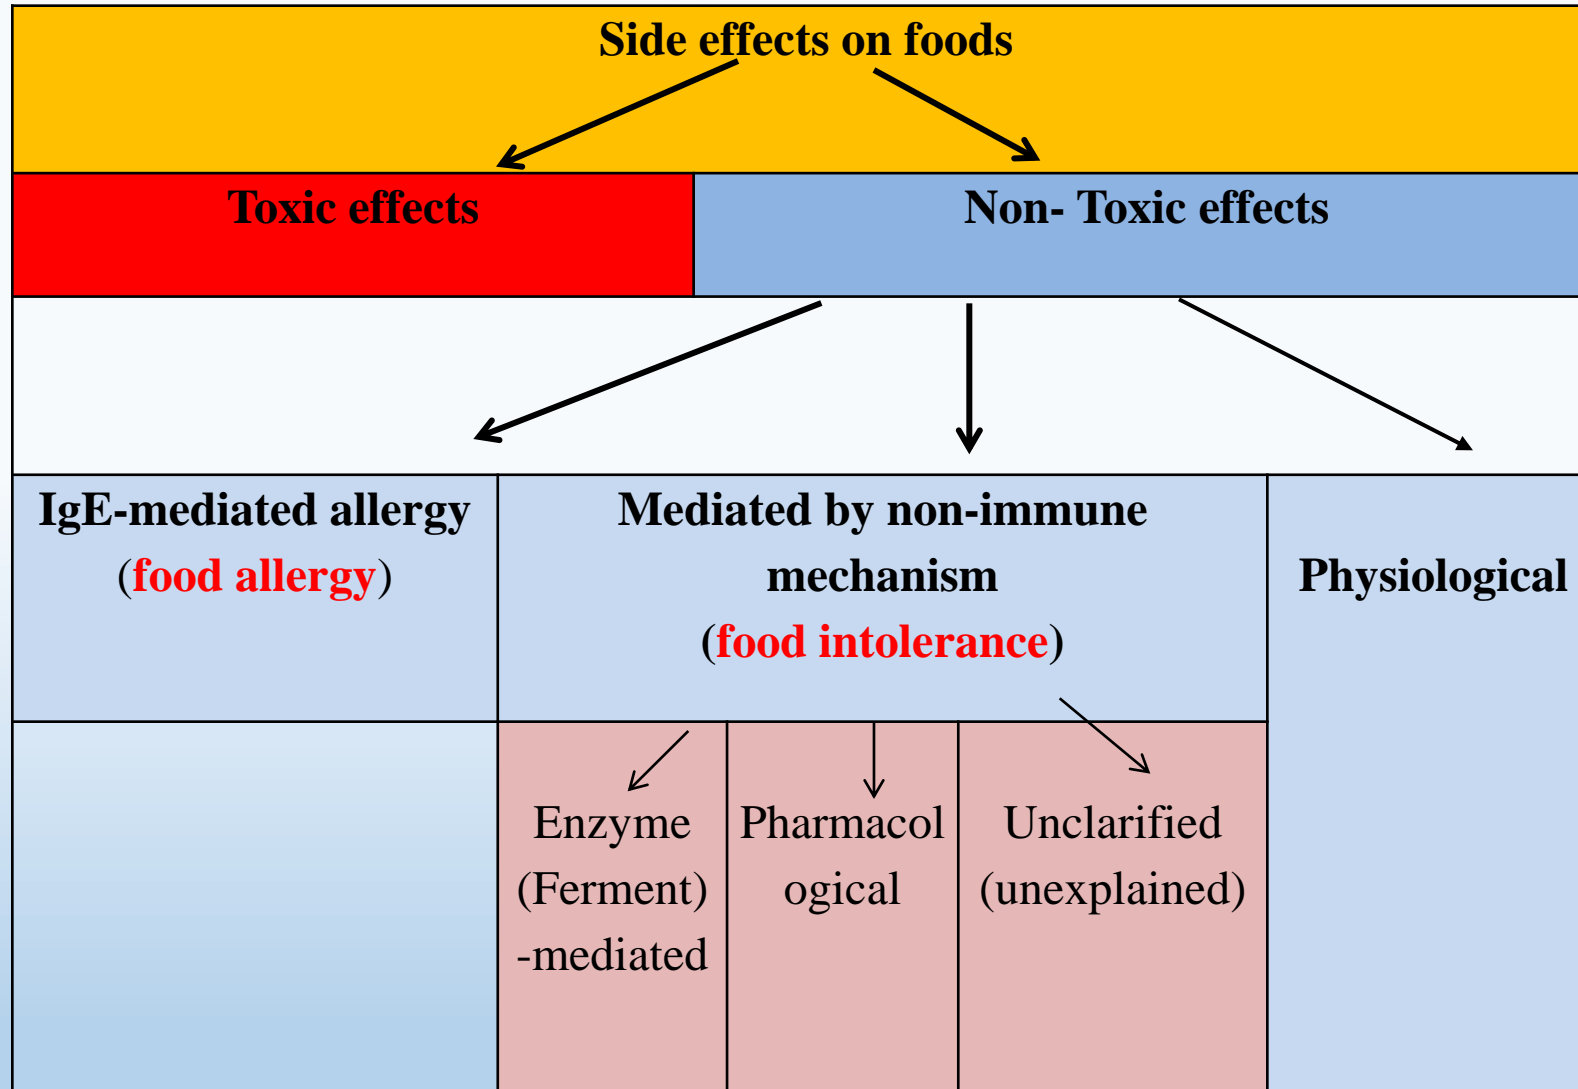 Side effects on foods
Toxic effects
Non- Toxic effects
IgE-mediated allergy
(food allergy)
Mediated by non-immune
mechanism
(food intolerance)
Physiological
Enzyme
(Ferment)
-mediated
Pharmacol
ogical
Unclarified
(unexplained)